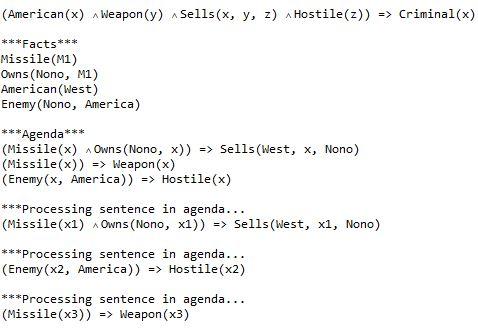 (American(x) ∧Weapon(y) ∧Sells(x, y, z) ∧Hostile(z)) => Criminal(x)
***Facts***
Missile(M1)
Owns(Nono, M1)
American(West)
Enemy(Nono, America)
***Agenda***
(Missile(x) ∧Owns(Nono, x)) => Sells(West, x, Nono)
(Missile(x)) => Weapon(x)
(Enemy(x, America)) => Hostile(x)
***Processing sentence in agenda...
(Missile(x1) ∧Owns(Nono, x1)) => Sells(West, x1, Nono)
***Processing sentence in agenda...
(Enemy(x2, America)) => Hostile(x2)
***Processing sentence in agenda...
(Missile(x3)) => Weapon(x3)